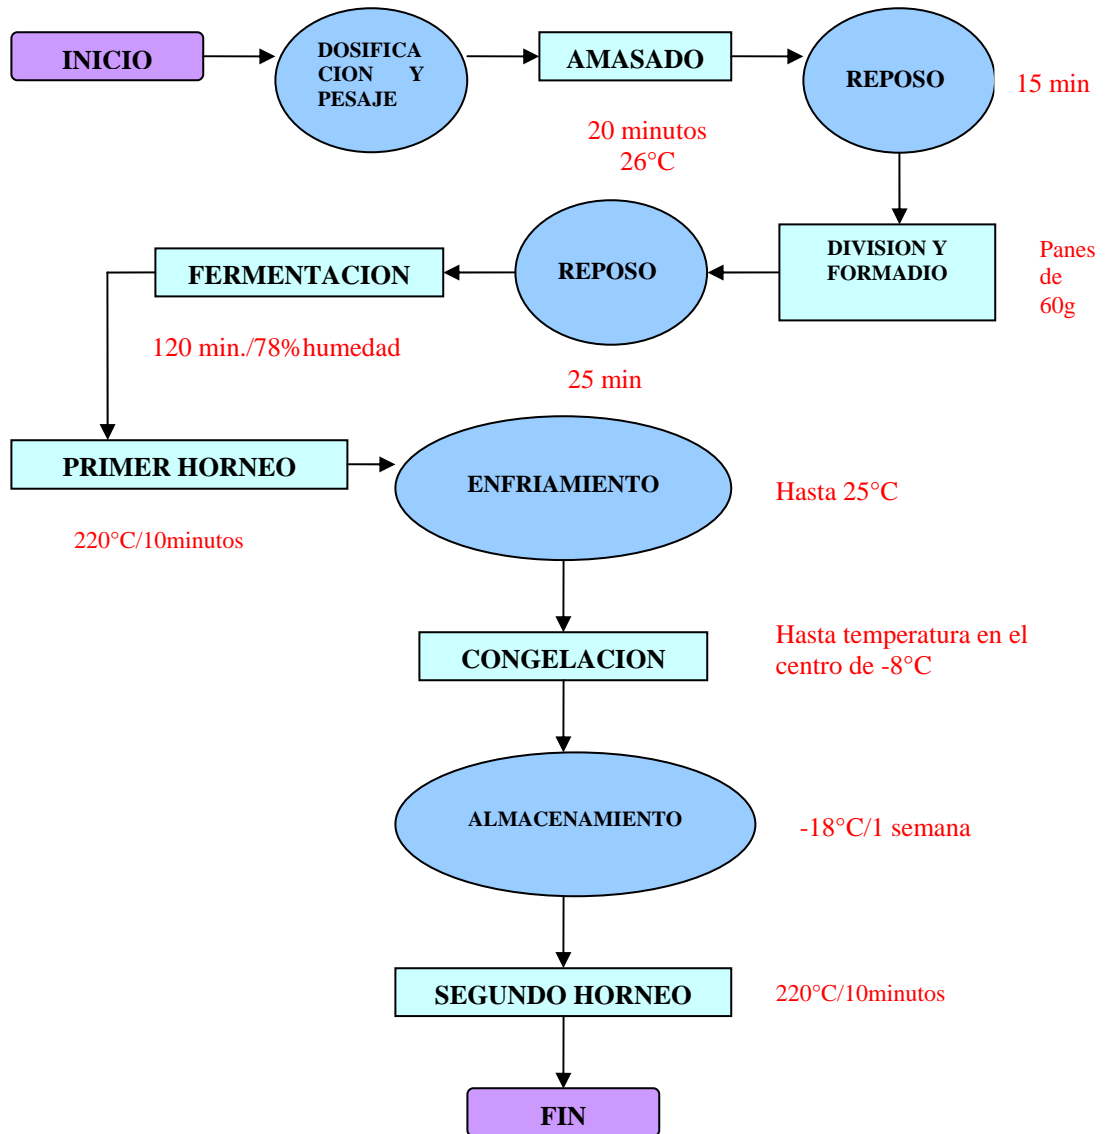 INICIO
DOSIFICA
CION Y
PESAJE
AMASADO
20 minutos
26°C
REPOSO
15 min
DIVISION Y
FORMADIO
Panes
de
60g
REPOSO
25 min
FERMENTACION
120 min./78%humedad
PRIMER HORNEO
220°C/10minutos
ENFRIAMIENTO
Hasta 25°C
CONGELACION
Hasta temperatura en el
centro de -8°C
ALMACENAMIENTO
-18°C/1 semana
SEGUNDO HORNEO
220°C/10minutos
FIN